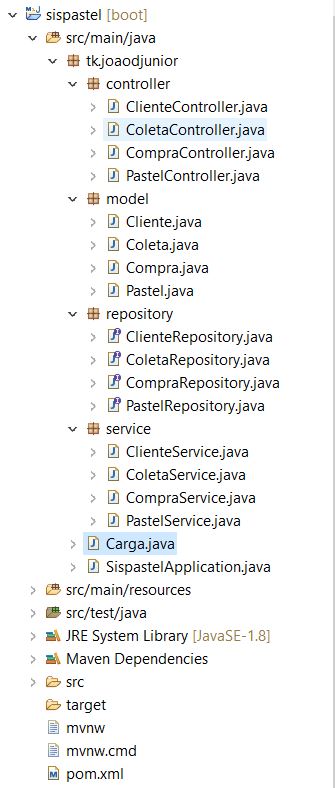 sispastel [boot]
src/main/java
tk.joaodjunior
controller
ClienteController.java
ColetaController.java
CompraController.java
PastelController.java
model
Cliente.java
Coleta.java
Compra.java
Pastel.java
repository
ClienteRepository.java
ColetaRepository.java
CompraRepository.java
PastelRepository.java
service
ClienteService.java
ColetaService.java
CompraService.java
PastelService.java
Carga.java
SispastelApplication.java
src/main/resources
src/test/java
JRE System Library [JavaSE-1.8]
Maven Dependencies
src
target
mvnw
mvnw.cmd
pom.xml